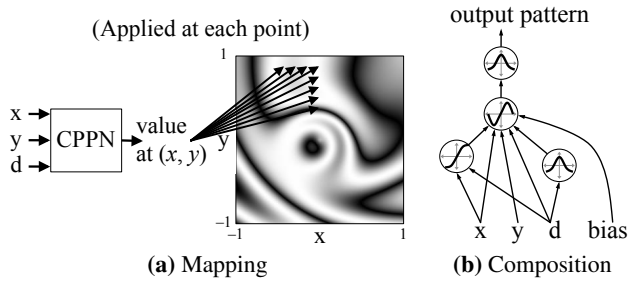 (Applied at each point)
x
y
d
CPPN
value
at (x, y)
1
y
−1
−1
x
1
(a) Mapping
output pattern
x y d bias
(b) Composition